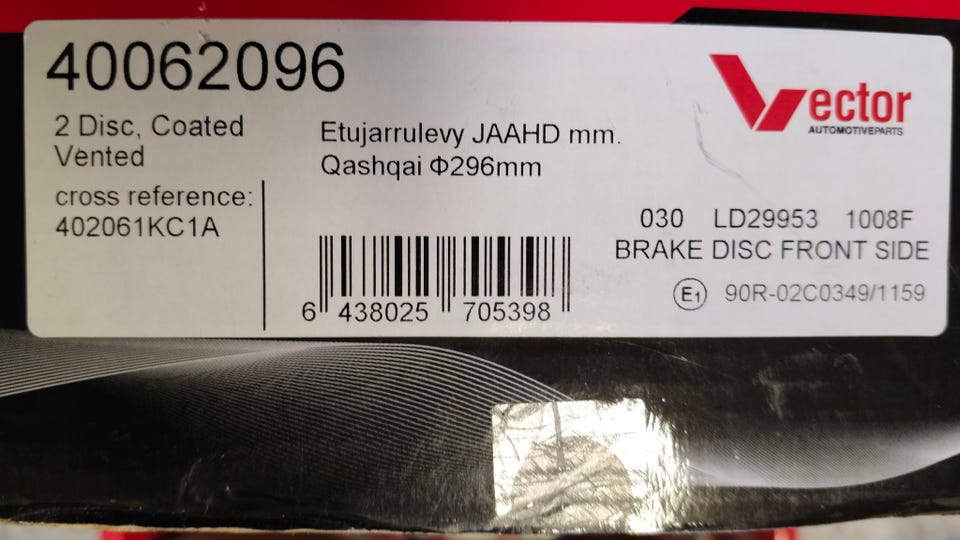 40062096
2 Disc, Coated
Vented
cross reference:
402061KC1A
Etujarrulevy JAAHD mm.
Qashqai Φ296mm
6 438025 705398
Vector
AUTOMOTIVEPARTS
030 LD29953 1008F
BRAKE DISC FRONT SIDE
E1 90R-02C0349/1159